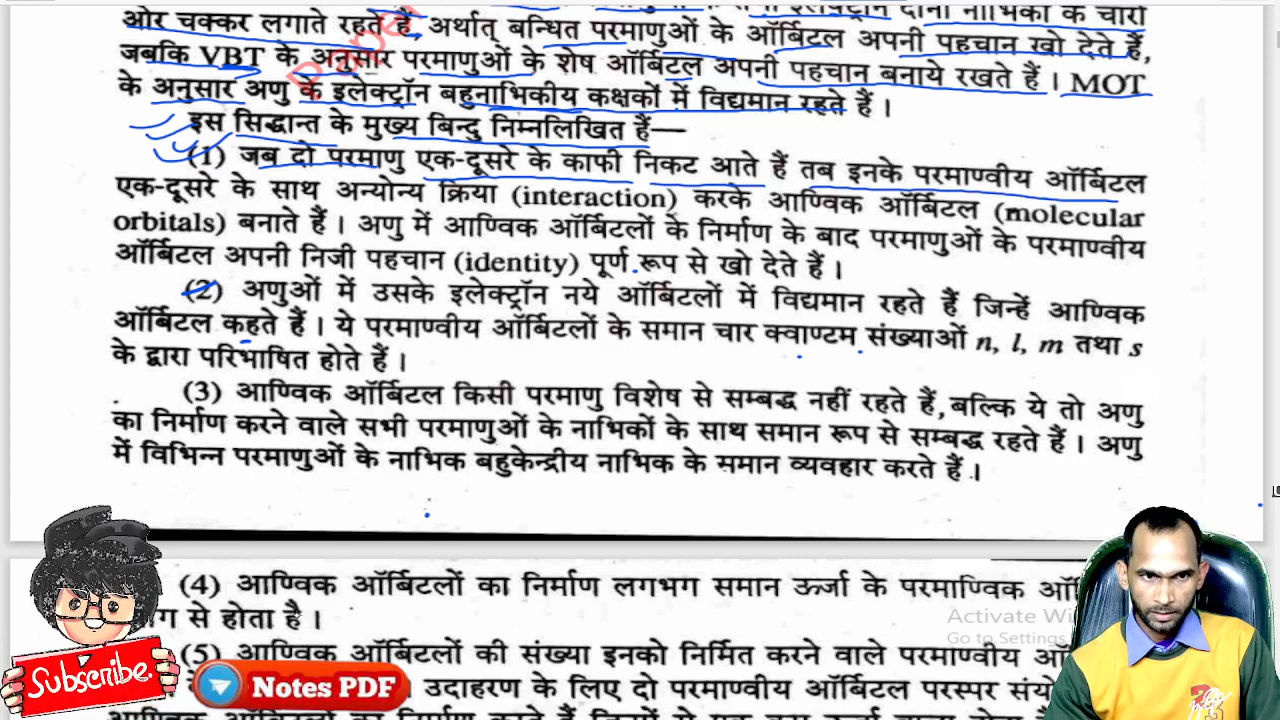 ओर चक्कर लगाते रहते हैं, अर्थात् बन्धित परमाणुओं के ऑर्बिटल अपनी पहचान खो देते हैं,
जबकि VBT के अनुसार परमाणुओं के शेष ऑर्बिटल अपनी पहचान बनाये रखते हैं। MOT
के अनुसार अणु के इलेक्ट्रॉन बहुनाभिकीय कक्षकों में विद्यमान रहते हैं।
इस सिद्धान्त के मुख्य बिन्दु निम्नलिखित हैं—
(1) जब दो परमाणु एक-दूसरे के काफी निकट आते हैं तब इनके परमाण्वीय ऑर्बिटल
एक-दूसरे के साथ अन्योन्य क्रिया (interaction) करके आण्विक ऑर्बिटल (molecular
orbitals) बनाते हैं। अणु में आण्विक ऑर्बिटलों के निर्माण के बाद परमाणुओं के परमाण्वीय
ऑर्बिटल अपनी निजी पहचान (identity) पूर्ण रूप से खो देते हैं।
(2) अणुओं में उसके इलेक्ट्रॉन नये ऑर्बिटलों में विद्यमान रहते हैं जिन्हें आण्विक
ऑर्बिटल कहते हैं। ये परमाण्वीय ऑर्बिटलों के समान चार क्वाण्टम संख्याओं n, l, m तथा s
के द्वारा परिभाषित होते हैं।
(3) आण्विक ऑर्बिटल किसी परमाणु विशेष से सम्बद्ध नहीं रहते हैं, बल्कि ये तो अणु
का निर्माण करने वाले सभी परमाणुओं के नाभिकों के साथ समान रूप से सम्बद्ध रहते हैं। अणु
में विभिन्न परमाणुओं के नाभिक बहुकेन्द्रीय नाभिक के समान व्यवहार करते हैं।
(4) आण्विक ऑर्बिटलों का निर्माण लगभग समान ऊर्जा के परमाण्विक
से होता है।
(5) आण्विक ऑर्बिटलों की संख्या इनको निर्मित करने वाले परमाण्वीय
उदाहरण के लिए दो परमाण्वीय ऑर्बिटल परस्पर
Activate
Go to Settings
Subscribe
Notes PDF